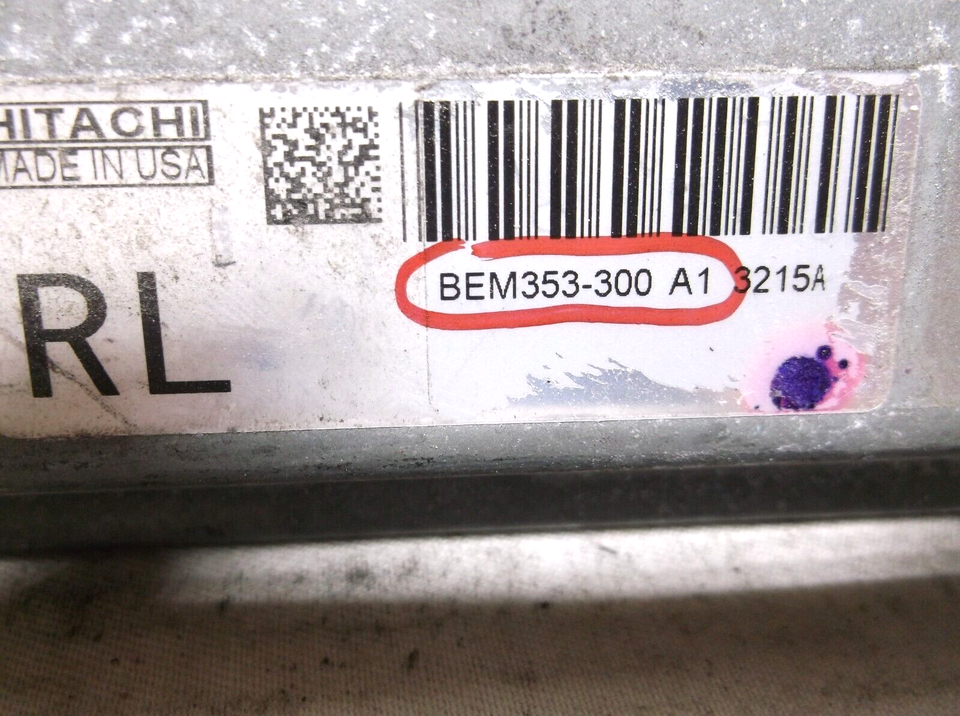 HITACHI
MADE IN USA
RL
BEM353-300 A1 3215A